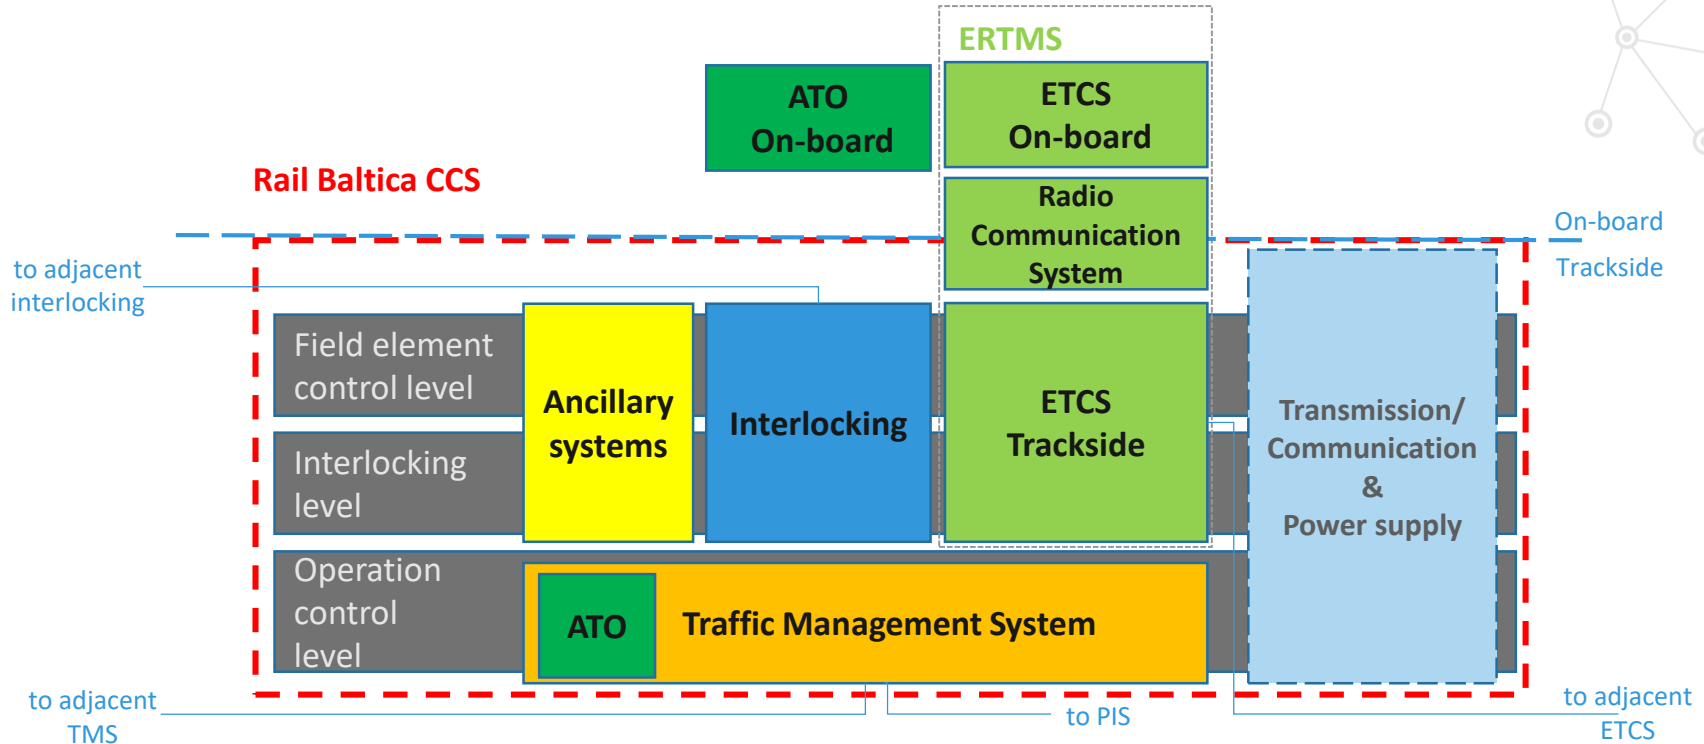 ERTMS
ATO
On-board
ETCS
On-board
Rail Baltica CCS
Radio
Communication
System
On-board
Trackside
to adjacent
interlocking
Field element
control level
Ancillary
systems
Interlocking
ETCS
Trackside
Transmission/
Communication
&
Power supply
Interlocking
level
Operation
control
level
ATO
Traffic Management System
to adjacent
TMS
to PIS
to adjacent
ETCS